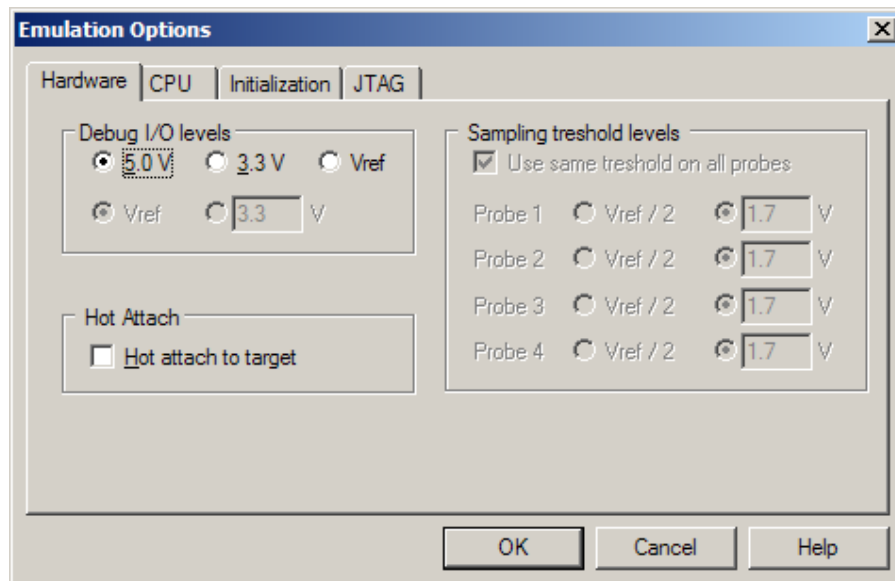 Emulation Options
Hardware CPU Initialization JTAG
Debug I/O levels
5.0 V 3.3 V Vref
Vref 3.3 V
Hot Attach
Hot attach to target
Sampling treshold levels
Use same treshold on all probes
Probe 1 Vref / 2 1.7 V
Probe 2 Vref / 2 1.7 V
Probe 3 Vref / 2 1.7 V
Probe 4 Vref / 2 1.7 V
OK Cancel Help